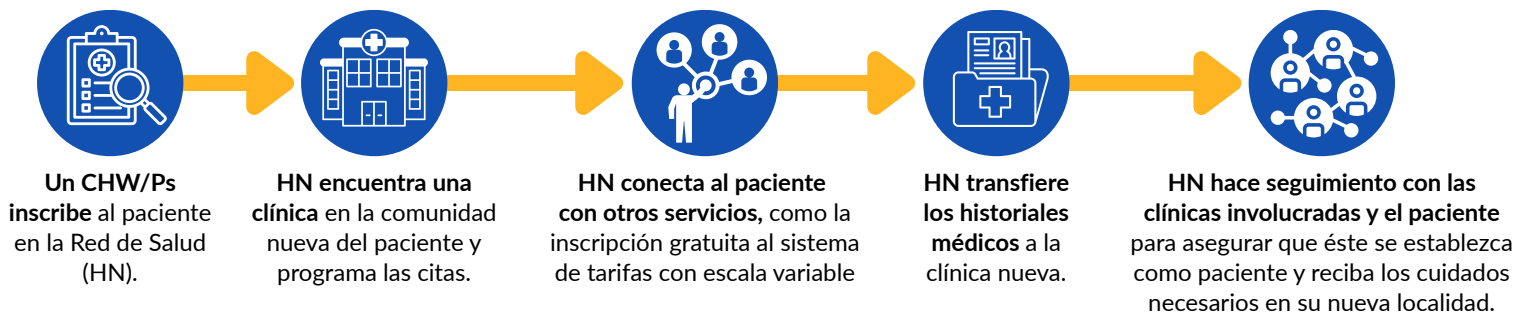 Un CHW/Ps
inscribe al paciente
en la Red de Salud
(HN).
HN encuentra una
clínica en la comunidad
nueva del paciente y
programa las citas.
HN conecta al paciente
con otros servicios, como la
inscripción gratuita al sistema
de tarifas con escala variable
HN transfiere
los historiales
médicos a la
clínica nueva.
HN hace seguimiento con las
clínicas involucradas y el paciente
para asegurar que éste se establezca
como paciente y reciba los cuidados
necesarios en su nueva localidad.